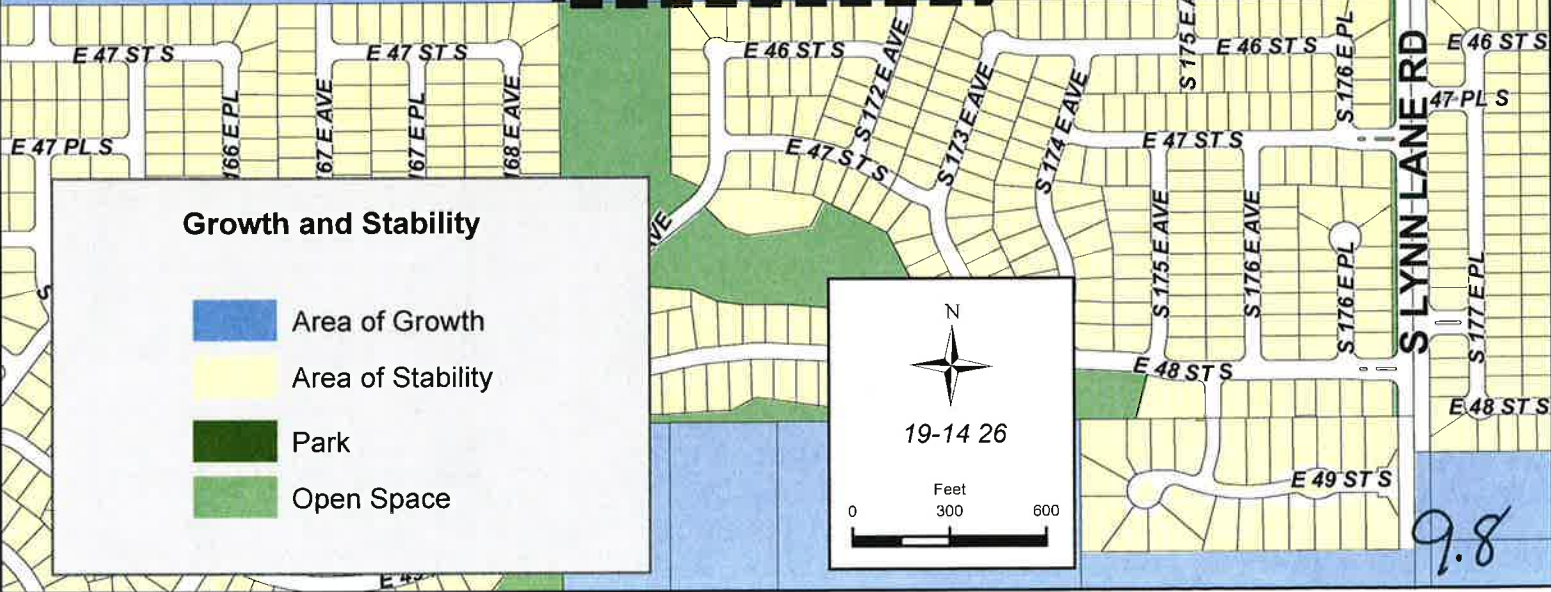 E 47 ST S
E 47 ST S
E 46 ST S
S 172 E AVE
S 175 E
E 46 ST S
S 176 E PL
S LYNN LANE RD
E 46 ST S
47 PL S
E 47 PL S
166 E PL
67 E AVE
167 E PL
168 E AVE
E 47 ST S
S 173 E AVE
S 174 E AVE
E 47 ST S
S 175 E AVE
S 176 E AVE
S 176 E PL
S 177 E PL
AVE
S
Growth and Stability
Area of Growth
Area of Stability
Park
Open Space
N
19-14 26
Feet
0 300 600
E 48 ST S
E 48 ST S
E 49 ST S
9.8